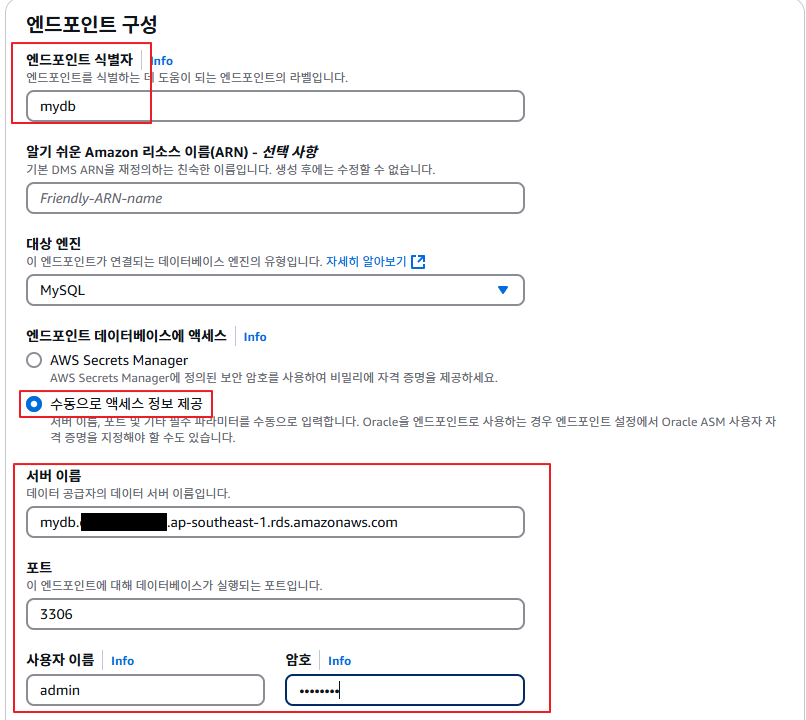 엔드포인트 구성
엔드포인트 식별자 Info
엔드포인트를 식별하는 데 도움이 되는 엔드포인트의 라벨입니다.
mydb
알기 쉬운 Amazon 리소스 이름(ARN) - 선택 사항
기본 DMS ARN을 재정의하는 친숙한 이름입니다. 생성 후에는 수정할 수 없습니다.
Friendly-ARN-name
대상 엔진
이 엔드포인트가 연결되는 데이터베이스 엔진의 유형입니다. 자세히 알아보기
MySQL
엔드포인트 데이터베이스에 액세스 Info
AWS Secrets Manager
AWS Secrets Manager에 정의된 보안 암호를 사용하여 비밀리에 자격 증명을 제공하세요.
수동으로 액세스 정보 제공
서버 이름, 포트 및 기타 필수 파라미터를 수동으로 입력합니다. Oracle을 엔드포인트로 사용하는 경우 엔드포인트 설정에서 Oracle ASM 사용자 자
격 증명을 지정해야 할 수도 있습니다.
서버 이름
데이터 공급자의 데이터 서버 이름입니다.
mydb. .ap-southeast-1.rds.amazonaws.com
포트
이 엔드포인트에 대해 데이터베이스가 실행되는 포트입니다.
3306
사용자 이름 Info 암호 Info
admin ••••••••